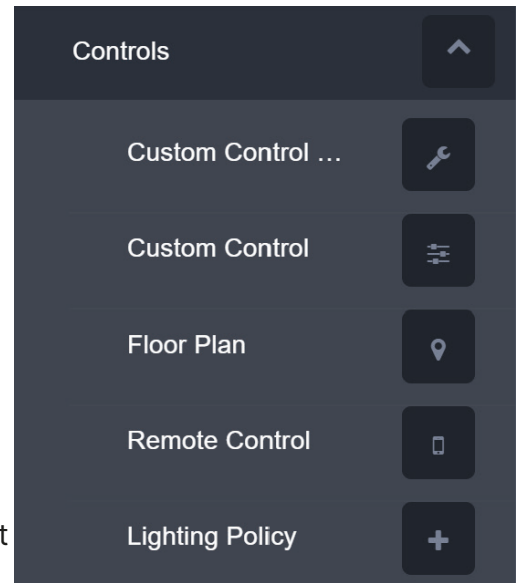 Controls
Custom Control …
Custom Control
Floor Plan
Remote Control
t
Lighting Policy